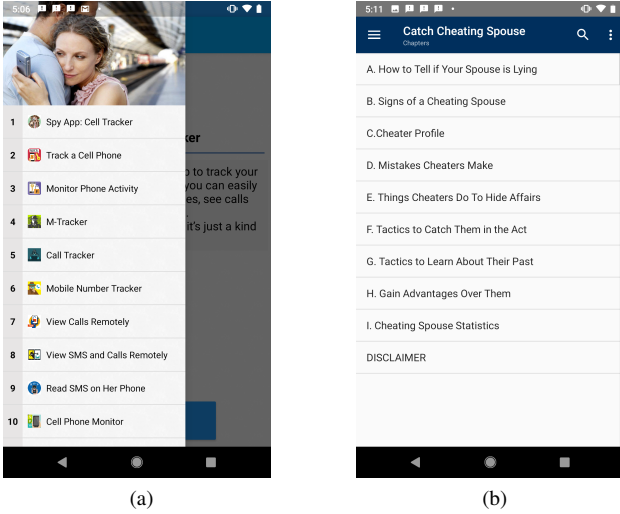 5:06
1 Spy App: Cell Tracker
2 Track a Cell Phone
3 Monitor Phone Activity
4 M-Tracker
5 Call Tracker
6 Mobile Number Tracker
7 View Calls Remotely
8 View SMS and Calls Remotely
9 Read SMS on Her Phone
10 Cell Phone Monitor
to track your
you can easily
see calls
it's just a kind
(a)
5:11
Catch Cheating Spouse
Chapters
A. How to Tell if Your Spouse is Lying
B. Signs of a Cheating Spouse
C.Cheater Profile
D. Mistakes Cheaters Make
E. Things Cheaters Do To Hide Affairs
F. Tactics to Catch Them in the Act
G. Tactics to Learn About Their Past
H. Gain Advantages Over Them
I. Cheating Spouse Statistics
DISCLAIMER
(b)